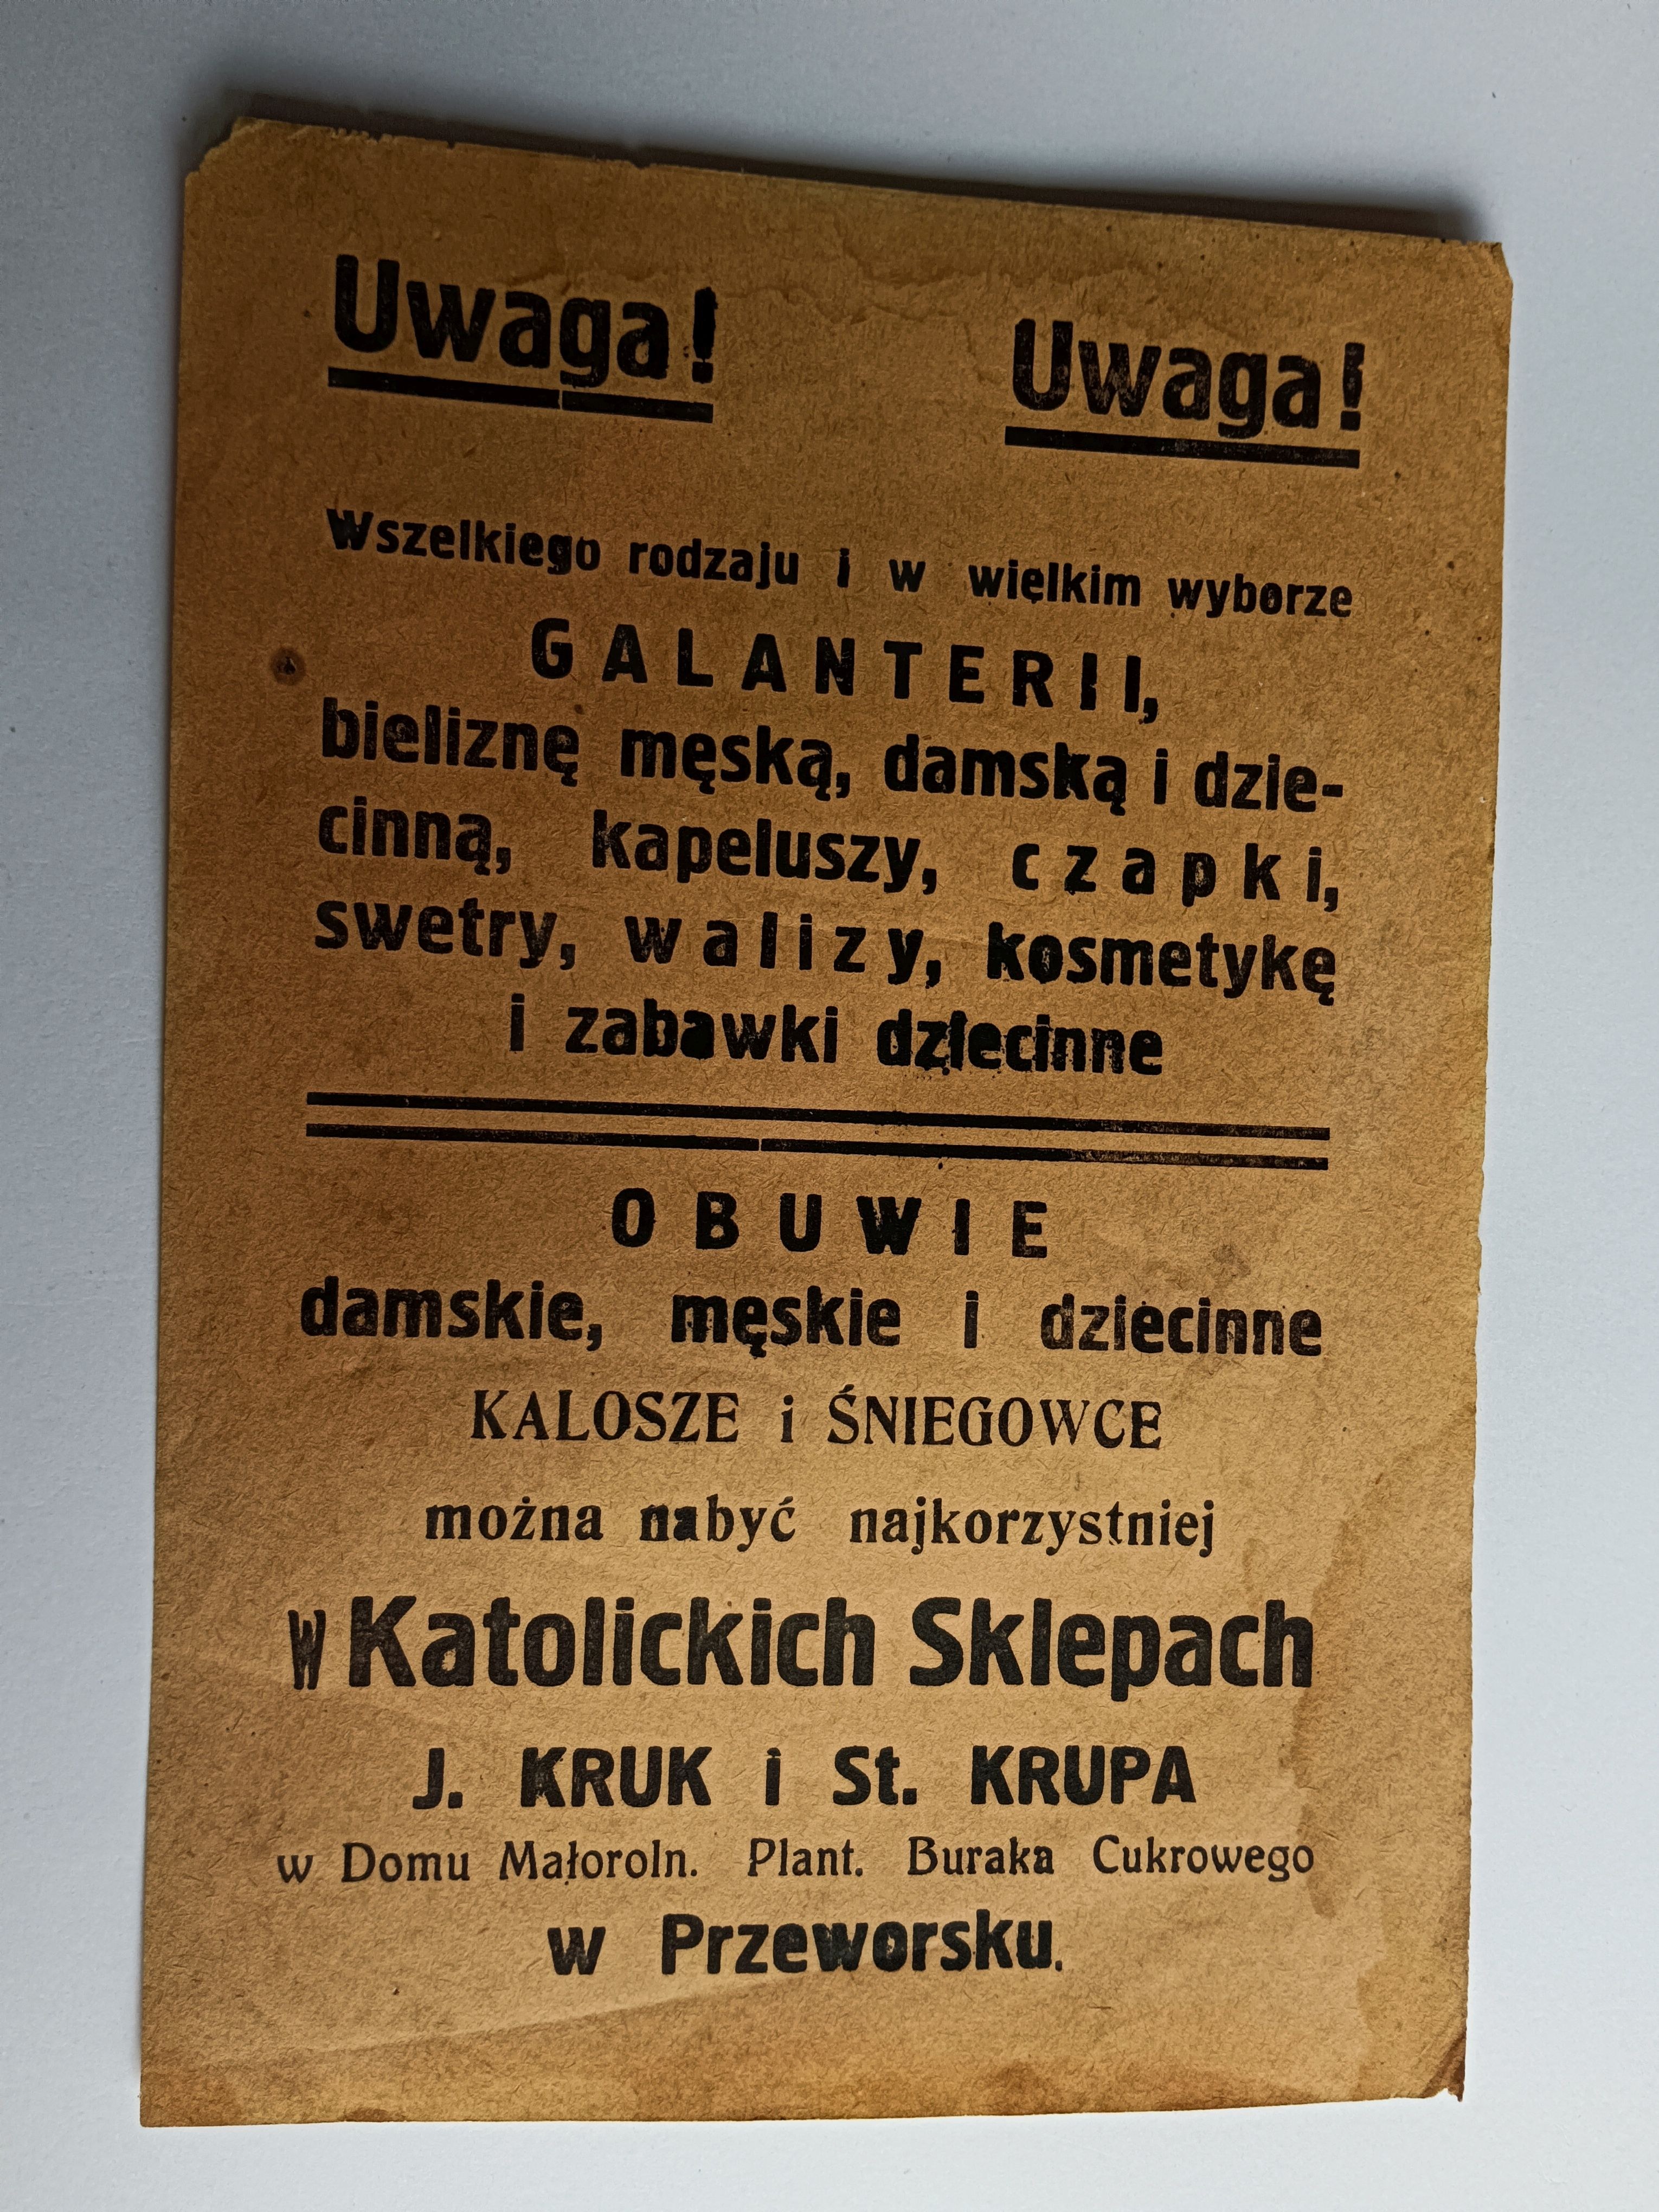 Uwaga! Uwaga!
Wszelkiego rodzaju i w wielkim wyborze
GALANTERII,
bieliznę męską, damską i dzie-
cinną, kapeluszy, czapki,
swetry, walizy, kosmetykę
i zabawki dziecinne
OBUWIE
damskie, męskie i dziecinne
KALOSZE i ŚNIEGOWCE
można nabyć najkorzystniej
w Katolickich Sklepach
J. KRUK i St. KRUPA
w Domu Małoroln. Plant. Buraka Cukrowego
w Przeworsku.